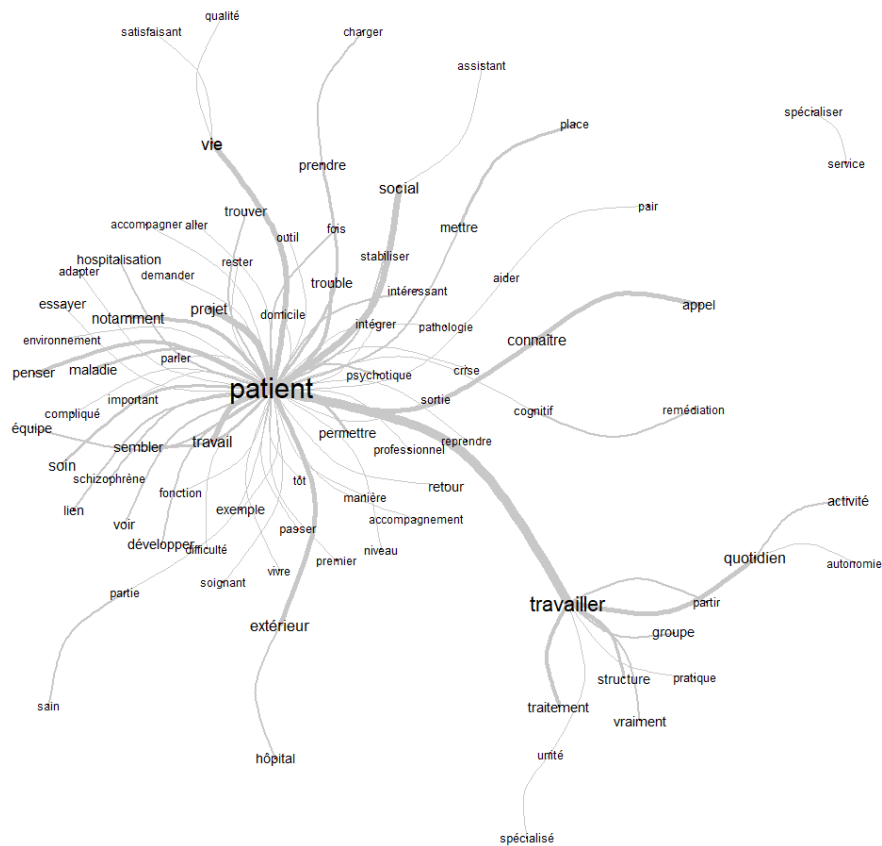 qualité
satisfaisant
charger
assistant
place
spécialiser
vie
service
prendre
social
pair
trouver
accompagner
aller
fois
mettre
outil
stabiliser
hospitalisation
rester
adapter
demander
trouble
aider
essayer
intéressant
appel
projet
domicile
notamment
intégrer
pathologie
environnement
connaître
parler
penser
maladie
psychotique
crise
patient
important
sortie
compliqué
cognitif
remédiation
équipe
permettre
travail
reprendre
sembler
professionnel
soin
schizophrène
tôt
retour
fonction
manière
activité
lien
exemple
accompagnement
voir
passer
développer
difficulté
niveau
quotidien
premier
autonomie
vivre
soignant
partie
travailler
partir
extérieur
groupe
structure
pratique
sain
traitement
vraiment
unité
hôpital
spécialisé